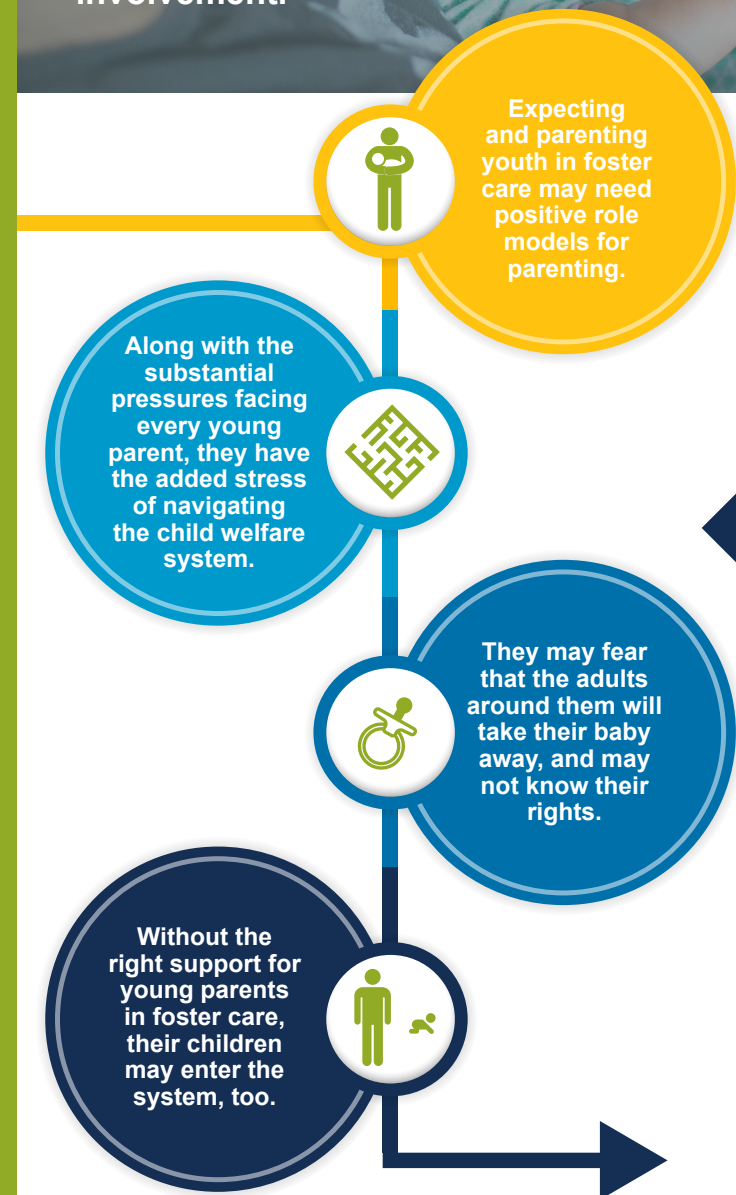 involvement.
Expecting
and parenting
youth in foster
care may need
positive role
models for
parenting.
Along with the
substantial
pressures facing
every young
parent, they have
the added stress
of navigating
the child welfare
system.
They may fear
that the adults
around them will
take their baby
away, and may
not know their
rights.
Without the
right support for
young parents
in foster care,
their children
may enter the
system, too.